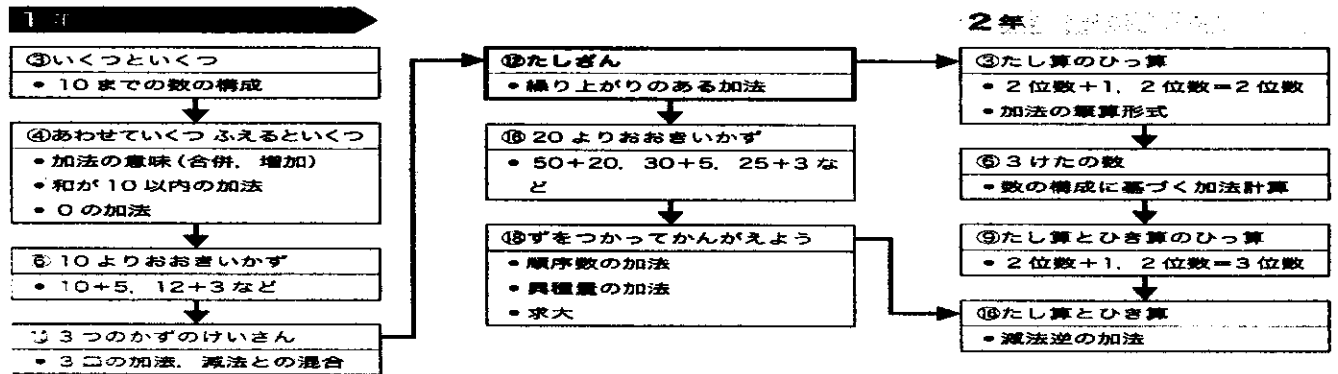 1
③いくつといくつ
• 10までの数の構成
④あわせていくつ ふえるといくつ
• 加法の意味(合併,増加)
• 和が10以内の加法
• 0の加法
10よりおおきいかず
• 10+5, 12+3など
3つのかずのけいさん
• 3 の加法,減法との混合
⑫たしざん
• 繰り上がりのある加法
⑯20よりおおきいかず
• 50+20, 30+5, 25+3な
ど
⑱ずをつかってかんがえよう
• 順序数の加法
• 異種量の加法
• 求大
2年
③たし算のひっ算
• 2位数+1, 2位数=2位数
• 加法の筆算形式
⑥3けたの数
• 数の構成に基づく加法計算
⑨たし算とひき算のひっ算
• 2位数+1, 2位数=3位数
⑯たし算とひき算
• 減法逆の加法